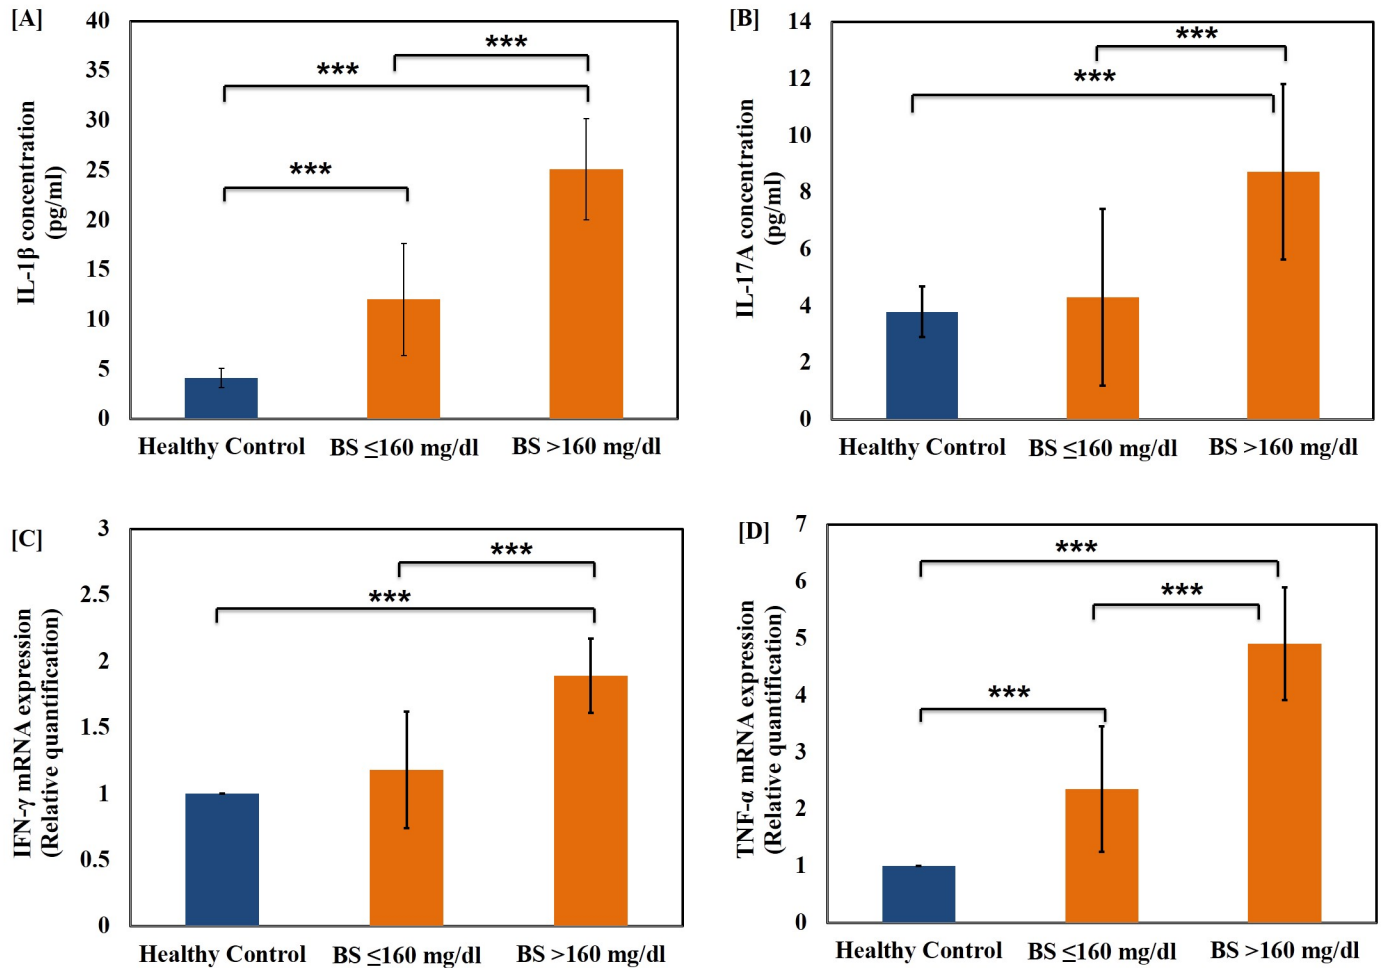 [A]
IL-1β concentration
(pg/ml)
40
35
30
25
20
15
10
5
0
***
***
***
Healthy Control
BS ≤160 mg/dl
BS >160 mg/dl
[B]
IL-17A concentration
(pg/ml)
14
12
10
8
6
4
2
0
***
***
Healthy Control
BS ≤160 mg/dl
BS >160 mg/dl
[C]
IFN-γ mRNA expression
(Relative quantification)
3
2.5
2
1.5
1
0.5
0
***
***
Healthy Control
BS ≤160 mg/dl
BS >160 mg/dl
[D]
TNF-α mRNA expression
(Relative quantification)
7
6
5
4
3
2
1
0
***
***
***
Healthy Control
BS ≤160 mg/dl
BS >160 mg/dl